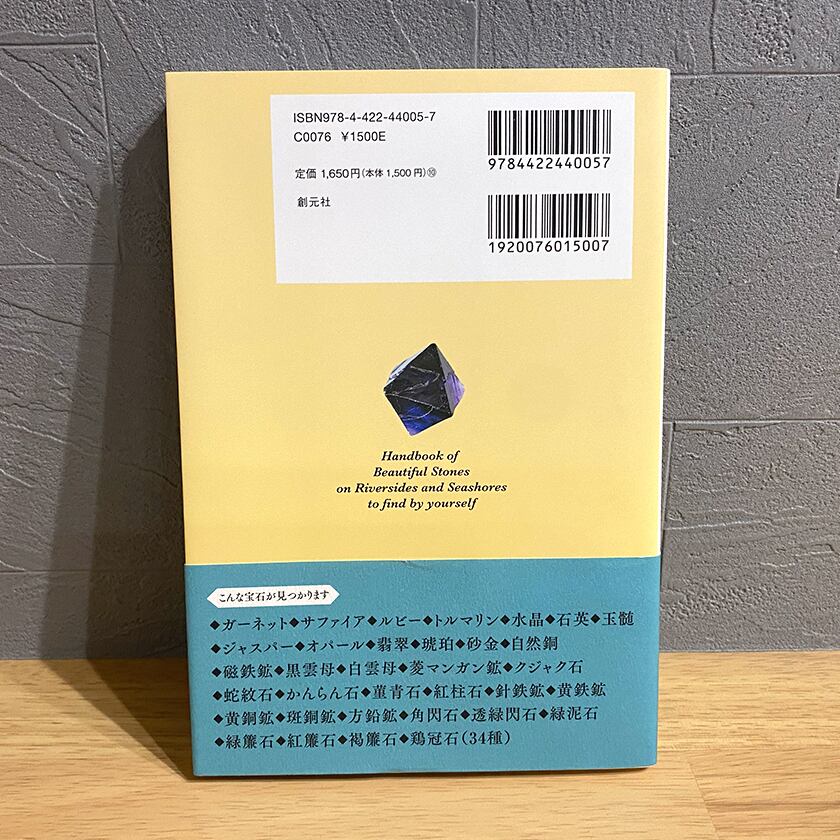 ISBN978-4-422-44005-7
C0076 ¥1500E
定価 1,650円(本体 1,500円)⑩
創元社
9784422440057
1920076015007
Handbook of
Beautiful Stones
on Riversides and Seashores
to find by yourself
こんな宝石が見つかります
◆ガーネット◆サファイア◆ルビー◆トルマリン◆水晶◆石英◆玉髄
◆ジャスパー◆オパール◆翡翠◆琥珀◆砂金◆自然銅
◆磁鉄鉱◆黒雲母◆白雲母◆菱マンガン鉱◆クジャク石
◆蛇紋石◆かんらん石◆菫青石◆紅柱石◆針鉄鉱◆黄鉄鉱
◆黄銅鉱◆斑銅鉱◆方鉛鉱◆角閃石◆透緑閃石◆緑泥石
◆緑簾石◆紅簾石◆褐簾石◆鶏冠石(34種)